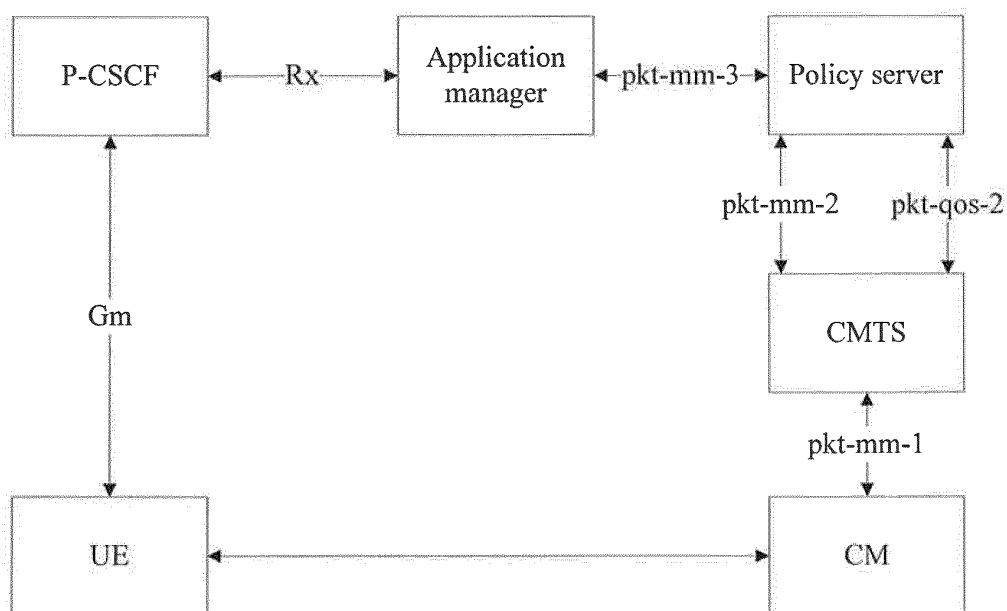 P-CSCF
Rx
Application
manager
pkt-mm-3
Policy server
pkt-mm-2
pkt-qos-2
Gm
CMTS
pkt-mm-1
UE
CM